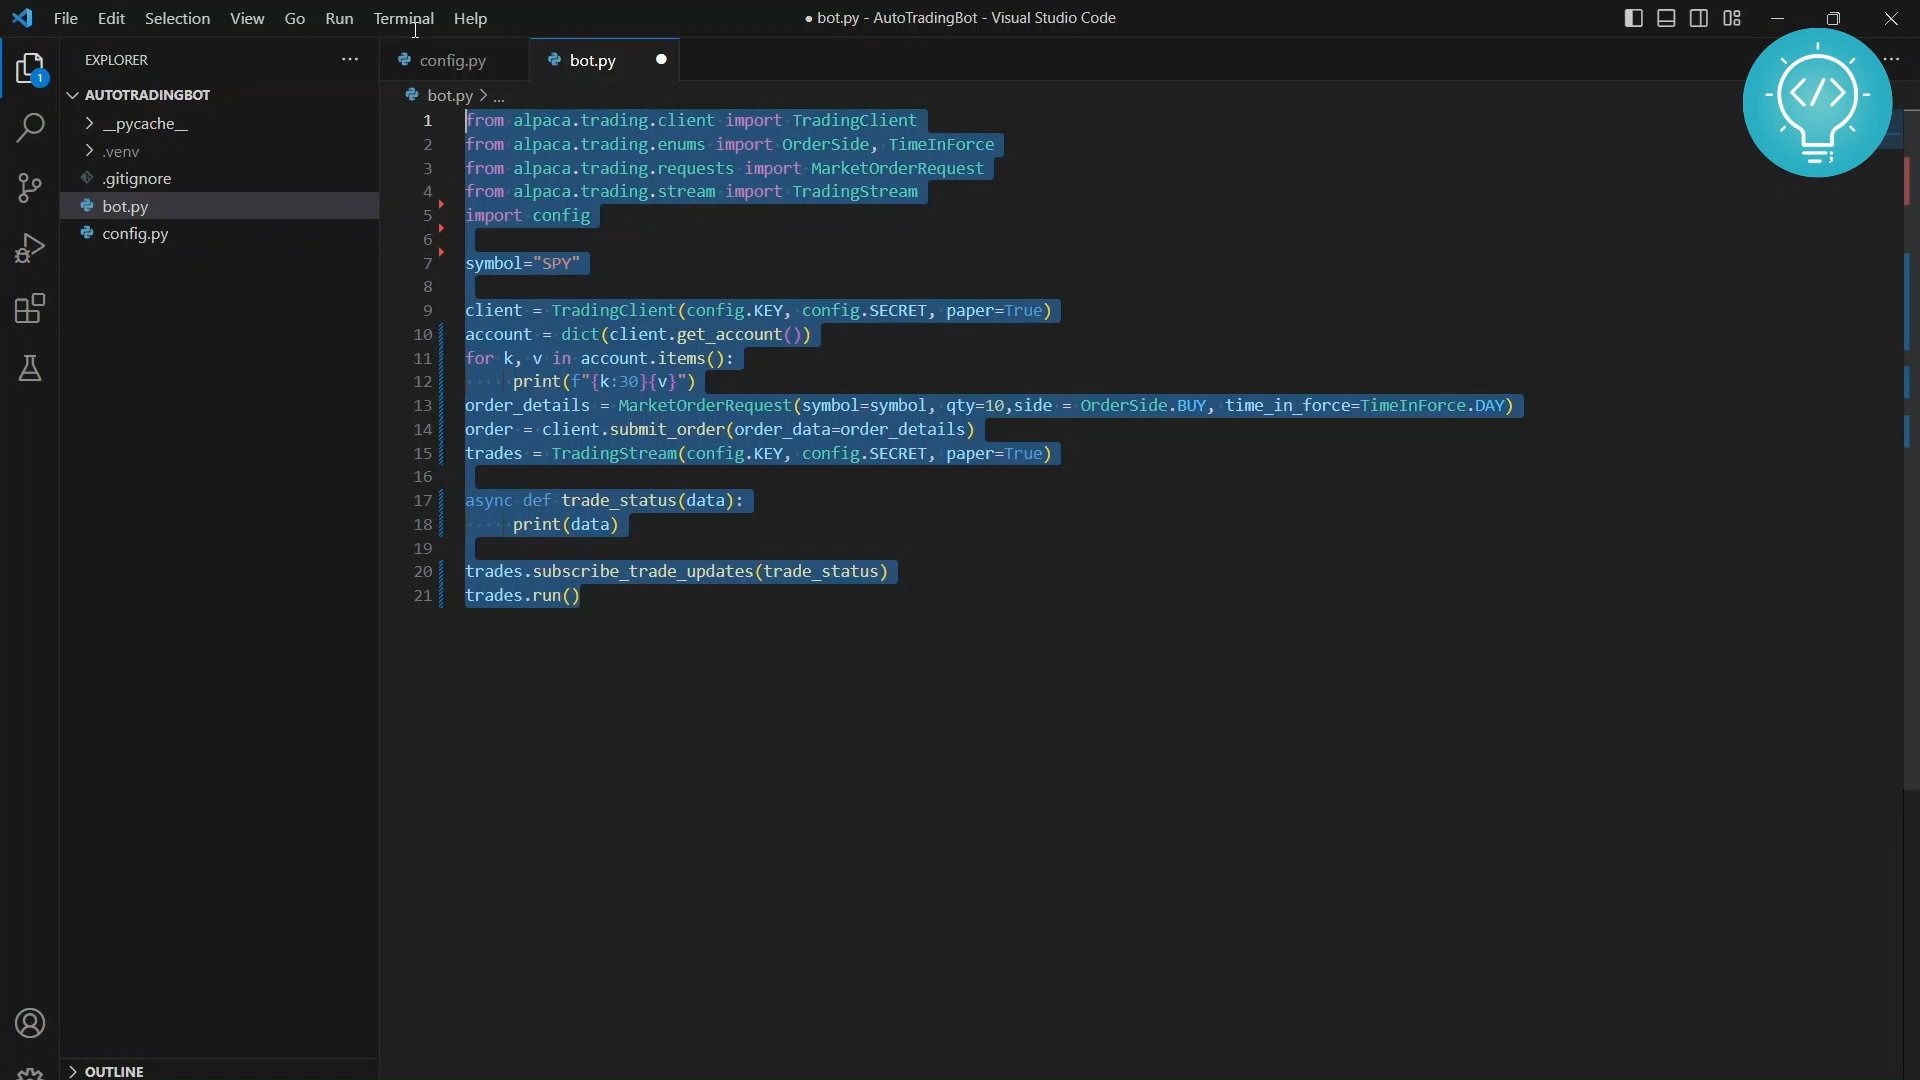 File Edit Selection View Go Run Terminal Help
● bot.py - AutoTradingBot - Visual Studio Code
EXPLORER
config.py
bot.py
1
AUTOTRADINGBOT
__pycache__
.venv
.gitignore
bot.py
config.py
bot.py > ...
1 from alpaca.trading.client import TradingClient
2 from alpaca.trading.enums import OrderSide, TimeInForce
3 from alpaca.trading.requests import MarketOrderRequest
4 from alpaca.trading.stream import TradingStream
5 import config
6
7 symbol="SPY"
8
9 client = TradingClient(config.KEY, config.SECRET, paper=True)
10 account = dict(client.get_account())
11 for k, v in account.items():
12     print(f"{k:30}{v}")
13 order_details = MarketOrderRequest(symbol=symbol, qty=10,side = OrderSide.BUY, time_in_force=TimeInForce.DAY)
14 order = client.submit_order(order_data=order_details)
15 trades = TradingStream(config.KEY, config.SECRET, paper=True)
16
17 async def trade_status(data):
18     print(data)
19
20 trades.subscribe_trade_updates(trade_status)
21 trades.run()
OUTLINE